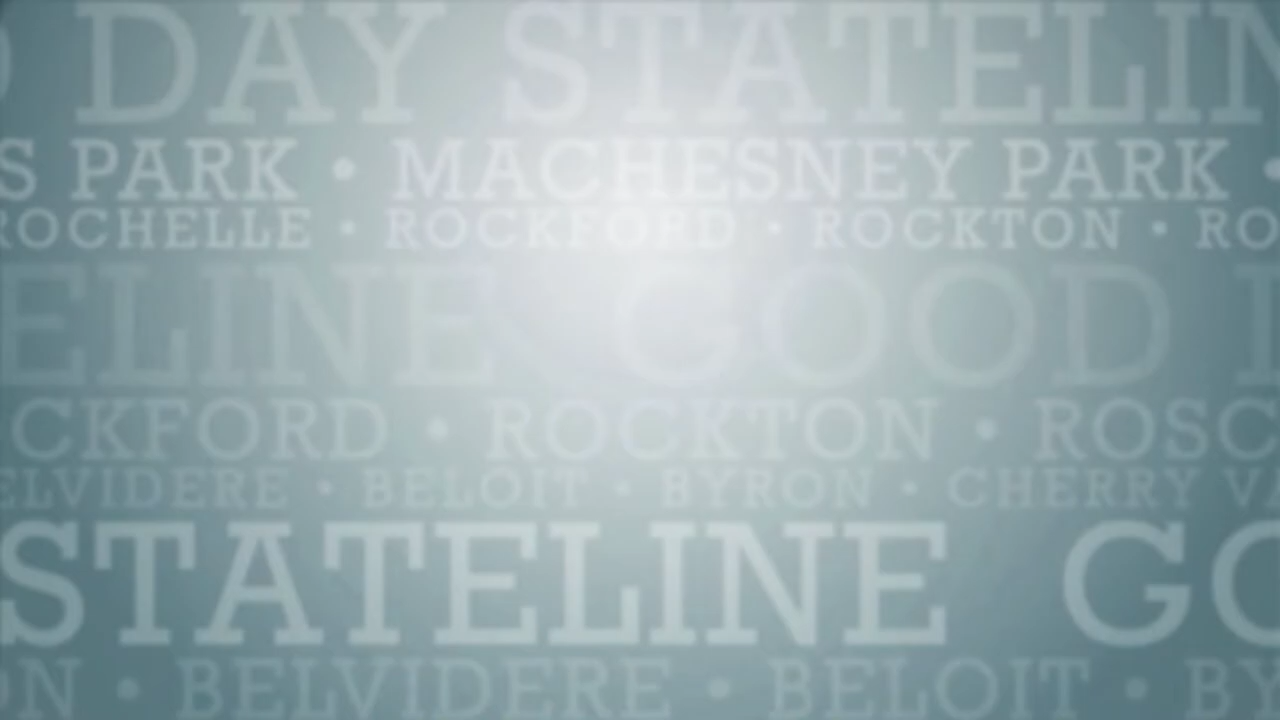 DAY STATELIN
S PARK • MACHESNEY PARK •
ROCHELLE • ROCKFORD • ROCKTON • RO
ELINE GOOD D
CKFORD • ROCKTON • ROSC
ELVIDERE • BELOIT • BYRON • CHERRY VA
STATELINE GO
ON • BELVIDERE • BELOIT • BY